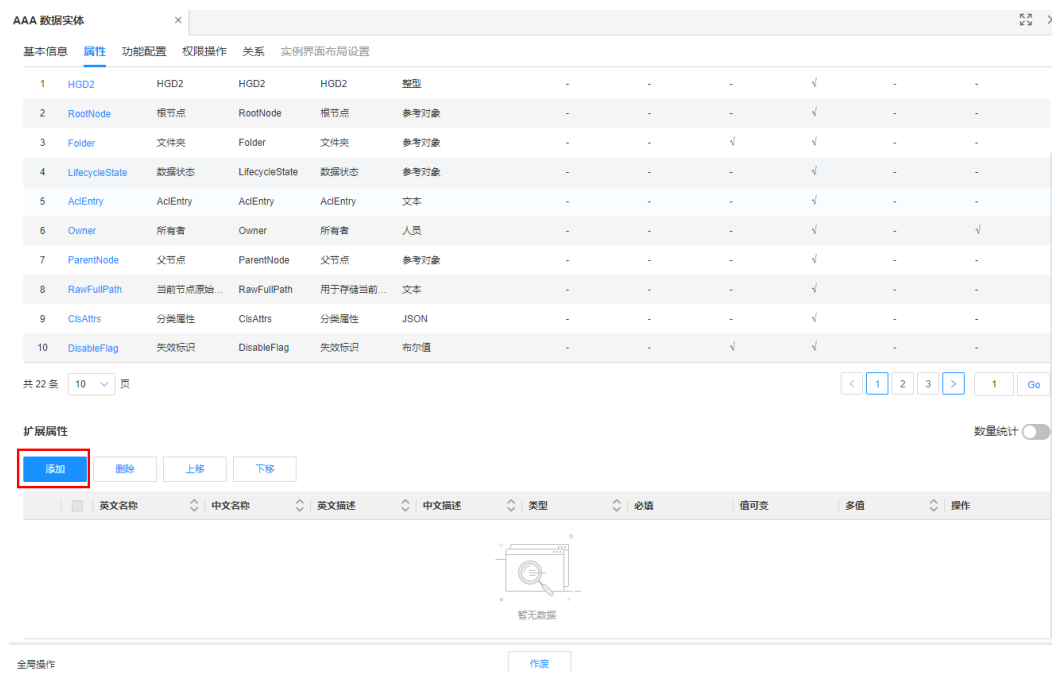 AAA 数据实体 ×
基本信息 属性 功能配置 权限操作 关系 实例界面布局设置
1 HGD2 HGD2 HGD2 HGD2 整型 - - - √ - -
2 RootNode 根节点 RootNode 根节点 参考对象 - - - √ - -
3 Folder 文件夹 Folder 文件夹 参考对象 - - √ √ - -
4 LifecycleState 数据状态 LifecycleState 数据状态 参考对象 - - - √ - -
5 AclEntry AclEntry AclEntry AclEntry 文本 - - - √ - -
6 Owner 所有者 Owner 所有者 人员 - - - √ - √
7 ParentNode 父节点 ParentNode 父节点 参考对象 - - - √ - -
8 RawFullPath 当前节点原始... RawFullPath 用于存储当前... 文本 - - - √ - -
9 ClsAttrs 分类属性 ClsAttrs 分类属性 JSON - - - √ - -
10 DisableFlag 失效标识 DisableFlag 失效标识 布尔值 - - √ √ - -
共 22 条 10 页 < 1 2 3 > 1 Go
扩展属性 数量统计
添加 删除 上移 下移
英文名称 中文名称 英文描述 中文描述 类型 必填 值可变 多值 操作
暂无数据
全局操作 作废